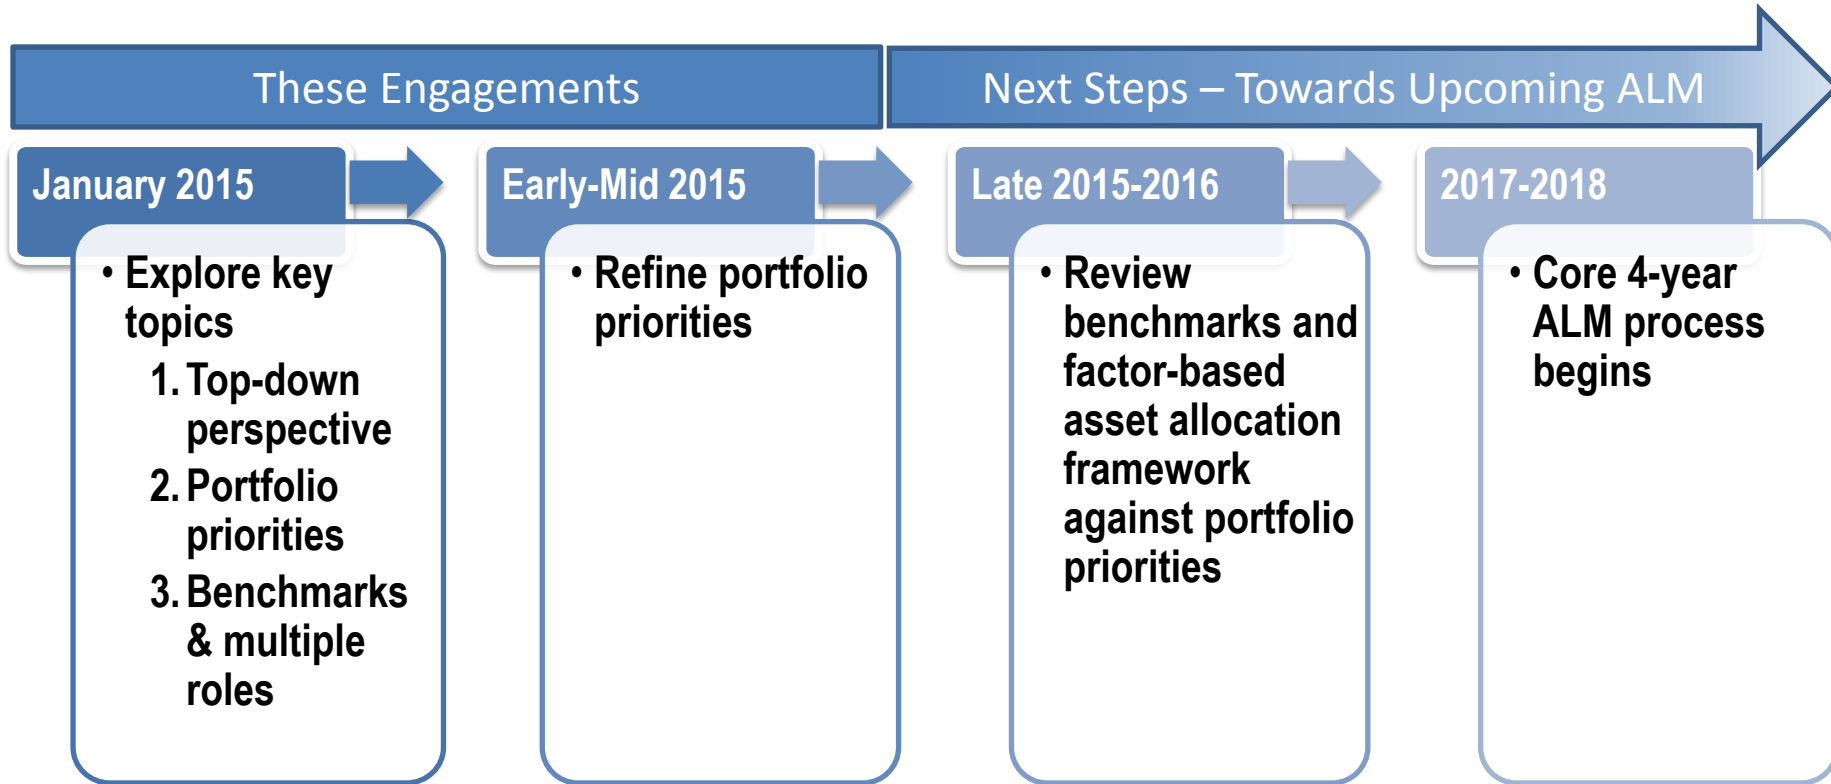 These Engagements
Next Steps – Towards Upcoming ALM
January 2015
• Explore key
topics
1. Top-down
perspective
2. Portfolio
priorities
3. Benchmarks
& multiple
roles
Early-Mid 2015
• Refine portfolio
priorities
Late 2015-2016
• Review
benchmarks and
factor-based
asset allocation
framework
against portfolio
priorities
2017-2018
• Core 4-year
ALM process
begins